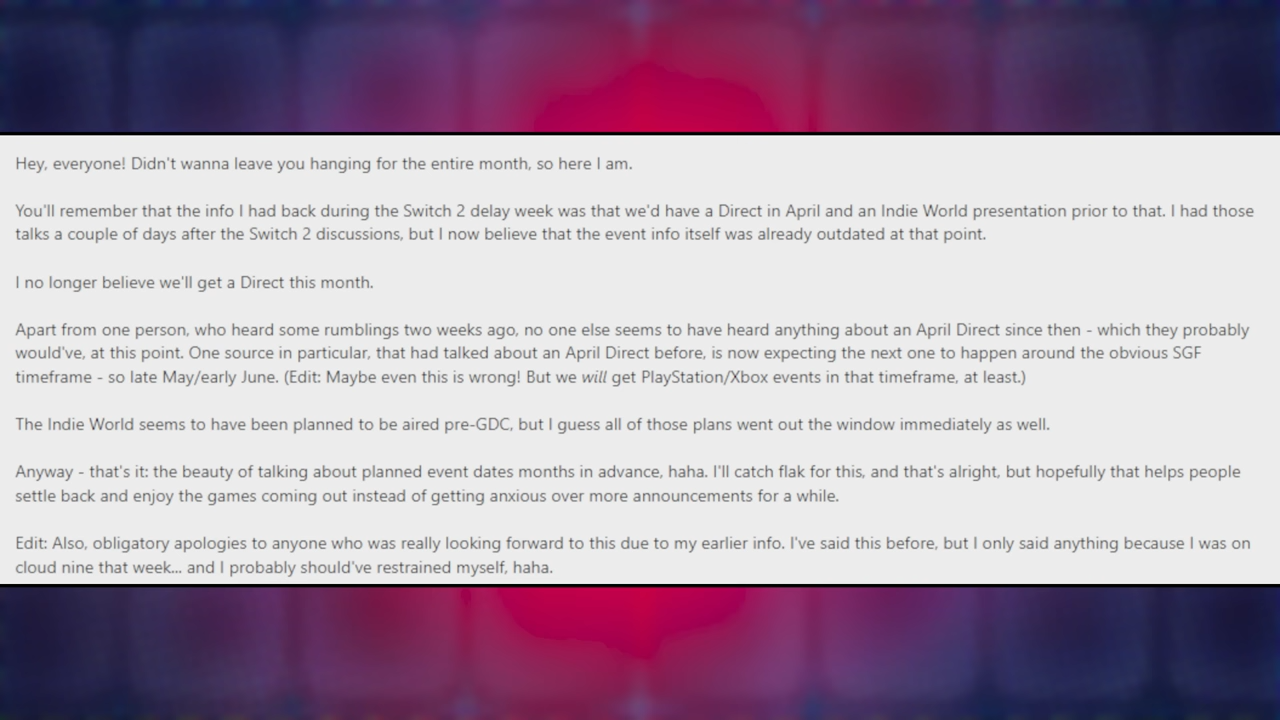 Hey, everyone! Didn't wanna leave you hanging for the entire month, so here I am.
You'll remember that the info I had back during the Switch 2 delay week was that we'd have a Direct in April and an Indie World presentation prior to that. I had those
talks a couple of days after the Switch 2 discussions, but I now believe that the event info itself was already outdated at that point.
I no longer believe we'll get a Direct this month.
Apart from one person, who heard some rumblings two weeks ago, no one else seems to have heard anything about an April Direct since then - which they probably
would've, at this point. One source in particular, that had talked about an April Direct before, is now expecting the next one to happen around the obvious SGF
timeframe - so late May/early June. (Edit: Maybe even this is wrong! But we will get PlayStation/Xbox events in that timeframe, at least.)
The Indie World seems to have been planned to be aired pre-GDC, but I guess all of those plans went out the window immediately as well.
Anyway - that's it: the beauty of talking about planned event dates months in advance, haha. I'll catch flak for this, and that's alright, but hopefully that helps people
settle back and enjoy the games coming out instead of getting anxious over more announcements for a while.
Edit: Also, obligatory apologies to anyone who was really looking forward to this due to my earlier info. I've said this before, but I only said anything because I was on
cloud nine that week... and I probably should've restrained myself, haha.